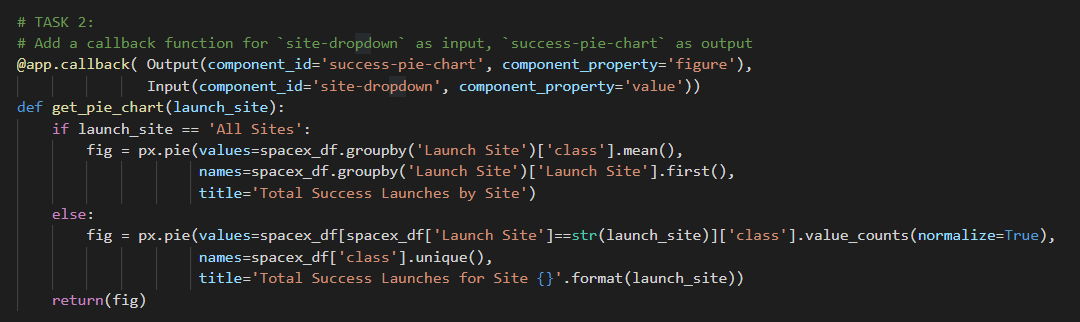 # TASK 2:
# Add a callback function for `site-dropdown` as input, `success-pie-chart` as output
@app.callback( Output(component_id='success-pie-chart', component_property='figure'),
               Input(component_id='site-dropdown', component_property='value'))
def get_pie_chart(launch_site):
    if launch_site == 'All Sites':
        fig = px.pie(values=spacex_df.groupby('Launch Site')['class'].mean(),
                     names=spacex_df.groupby('Launch Site')['Launch Site'].first(),
                     title='Total Success Launches by Site')
    else:
        fig = px.pie(values=spacex_df[spacex_df['Launch Site']==str(launch_site)]['class'].value_counts(normalize=True),
                     names=spacex_df['class'].unique(),
                     title='Total Success Launches for Site {}'.format(launch_site))
    return(fig)